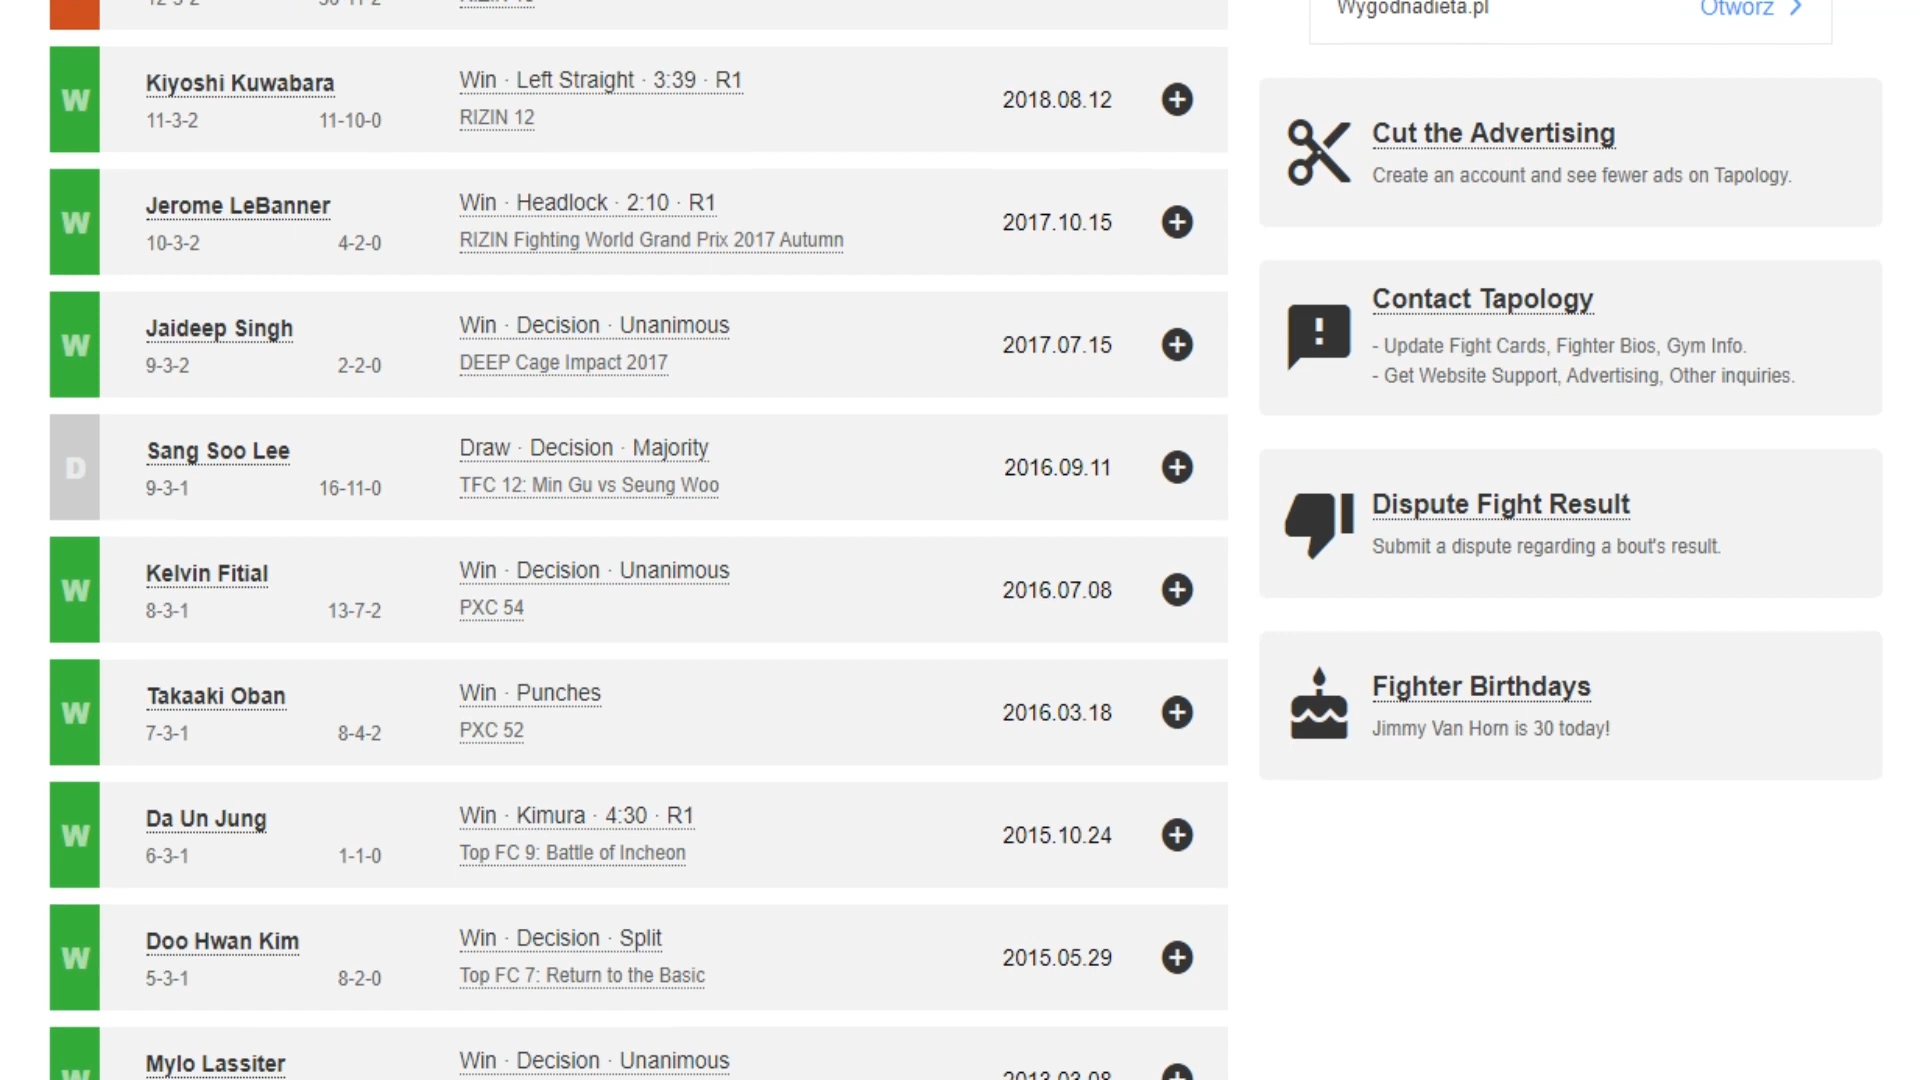 Wygodnadieta.pl
Otwórz
W
Kiyoshi Kuwabara
Win · Left Straight · 3:39 · R1
11-3-2
11-10-0
RIZIN 12
2018.08.12
W
Jerome LeBanner
Win · Headlock · 2:10 · R1
10-3-2
4-2-0
RIZIN Fighting World Grand Prix 2017 Autumn
2017.10.15
W
Jaideep Singh
Win · Decision · Unanimous
9-3-2
2-2-0
DEEP Cage Impact 2017
2017.07.15
D
Sang Soo Lee
Draw · Decision · Majority
9-3-1
16-11-0
TFC 12: Min Gu vs Seung Woo
2016.09.11
W
Kelvin Fitial
Win · Decision · Unanimous
8-3-1
13-7-2
PXC 54
2016.07.08
W
Takaaki Oban
Win · Punches
7-3-1
8-4-2
PXC 52
2016.03.18
W
Da Un Jung
Win · Kimura · 4:30 · R1
6-3-1
1-1-0
Top FC 9: Battle of Incheon
2015.10.24
W
Doo Hwan Kim
Win · Decision · Split
5-3-1
8-2-0
Top FC 7: Return to the Basic
2015.05.29
W
Mylo Lassiter
Win · Decision · Unanimous
2013.03.08
Cut the Advertising
Create an account and see fewer ads on Tapology.
Contact Tapology
- Update Fight Cards, Fighter Bios, Gym Info.
- Get Website Support, Advertising, Other inquiries.
Dispute Fight Result
Submit a dispute regarding a bout's result.
Fighter Birthdays
Jimmy Van Horn is 30 today!